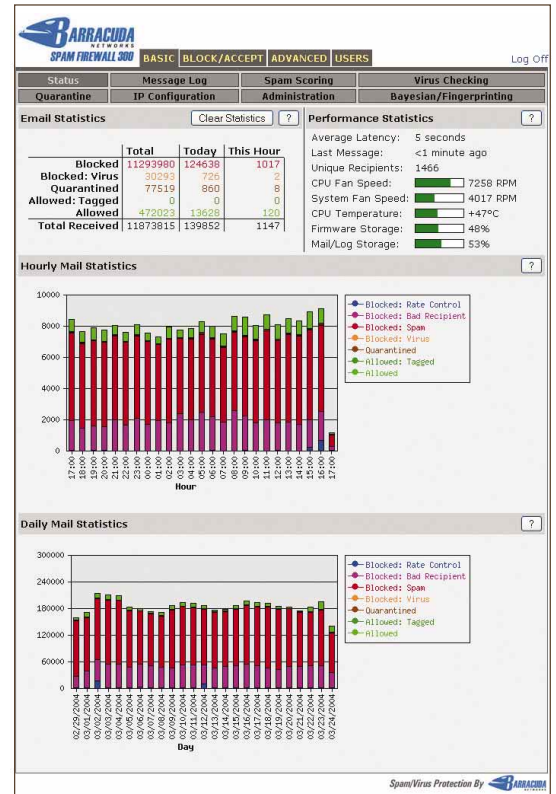 BARRACUDA
NETWORKS
SPAM FIREWALL 300
BASIC BLOCK/ACCEPT ADVANCED USERS
Log Off
Status Message Log Spam Scoring Virus Checking
Quarantine IP Configuration Administration Bayesian/Fingerprinting
Email Statistics Clear Statistics ? Performance Statistics ?
Total Today This Hour
Blocked 11293980 124638 1017
Blocked: Virus 30293 726 2
Quarantined 77519 860 8
Allowed: Tagged 0 0 0
Allowed 472023 13628 120
Total Received 11873815 139852 1147
Average Latency: 5 seconds
Last Message: <1 minute ago
Unique Recipients: 1466
CPU Fan Speed: 7258 RPM
System Fan Speed: 4017 RPM
CPU Temperature: +47°C
Firmware Storage: 48%
Mail/Log Storage: 53%
Hourly Mail Statistics ?
10000
8000
6000
4000
2000
0
17:00 18:00 19:00 20:00 21:00 22:00 23:00 00:00 01:00 02:00 03:00 04:00 05:00 06:00 07:00 08:00 09:00 10:00 11:00 12:00 13:00 14:00 15:00 16:00 17:00
Hour
Blocked: Rate Control
Blocked: Bad Recipient
Blocked: Spam
Blocked: Virus
Quarantined
Allowed: Tagged
Allowed
Daily Mail Statistics ?
300000
240000
180000
120000
60000
0
02/29/2004 03/01/2004 03/02/2004 03/03/2004 03/04/2004 03/05/2004 03/06/2004 03/07/2004 03/08/2004 03/09/2004 03/10/2004 03/11/2004 03/12/2004 03/13/2004 03/14/2004 03/15/2004 03/16/2004 03/17/2004 03/18/2004 03/19/2004 03/20/2004 03/21/2004 03/22/2004 03/23/2004 03/24/2004
Day
Blocked: Rate Control
Blocked: Bad Recipient
Blocked: Spam
Blocked: Virus
Quarantined
Allowed: Tagged
Allowed
Spam/Virus Protection By BARRACUDA
NETWORKS